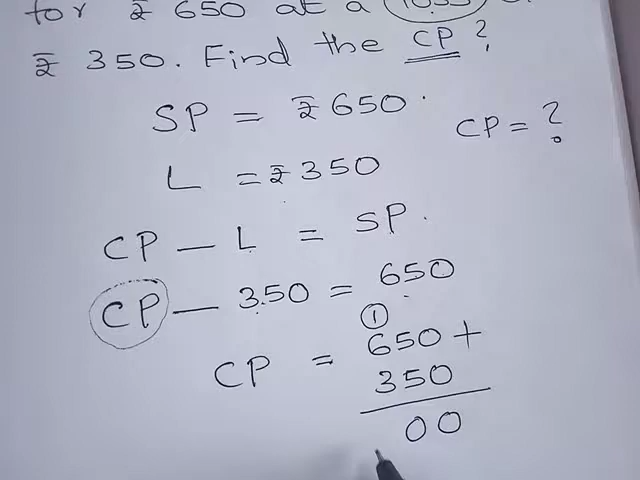 for ₹ 650 at a loss
₹ 350. Find the CP ?
SP = ₹ 650.
CP = ?
L = ₹ 350
CP — L = SP.
CP — 350 = 650
1
CP = 650 +
350
00